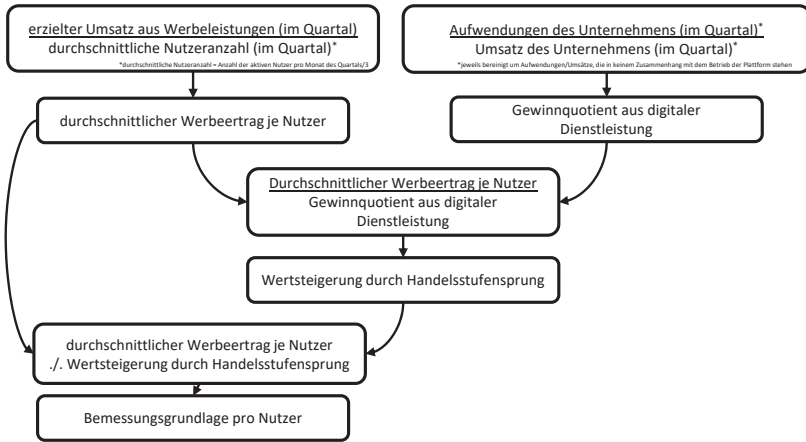 erzielter Umsatz aus Werbeleistungen (im Quartal)
durchschnittliche Nutzeranzahl (im Quartal)*
*durchschnittliche Nutzeranzahl = Anzahl der aktiven Nutzer pro Monat des Quartals/3
Aufwendungen des Unternehmens (im Quartal)*
Umsatz des Unternehmens (im Quartal)*
*jeweils bereinigt um Aufwendungen/Umsätze, die in keinem Zusammenhang mit dem Betrieb der Plattform stehen
durchschnittlicher Werbeertrag je Nutzer
Gewinnquotient aus digitaler
Dienstleistung
Durchschnittlicher Werbeertrag je Nutzer
Gewinnquotient aus digitaler
Dienstleistung
Wertsteigerung durch Handelsstufensprung
durchschnittlicher Werbeertrag je Nutzer
./. Wertsteigerung durch Handelsstufensprung
Bemessungsgrundlage pro Nutzer